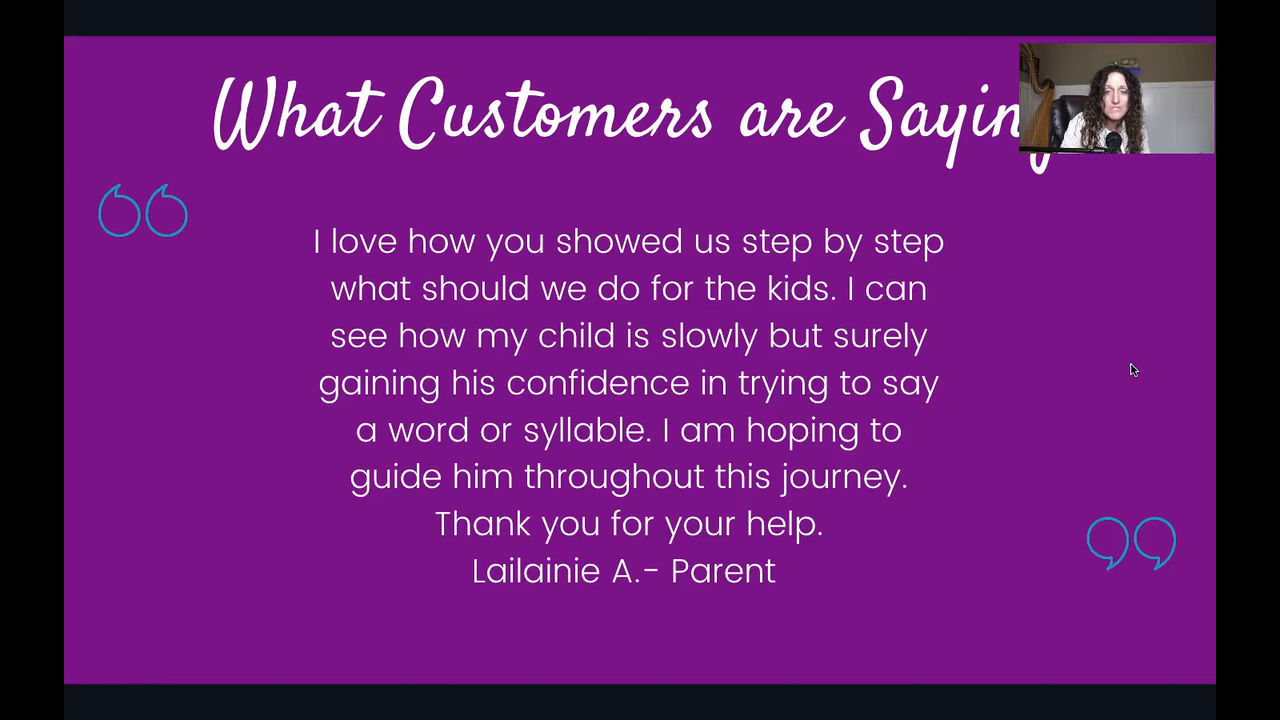 What Customers are Saying
I love how you showed us step by step
what should we do for the kids. I can
see how my child is slowly but surely
gaining his confidence in trying to say
a word or syllable. I am hoping to
guide him throughout this journey.
Thank you for your help.
Lailainie A.- Parent